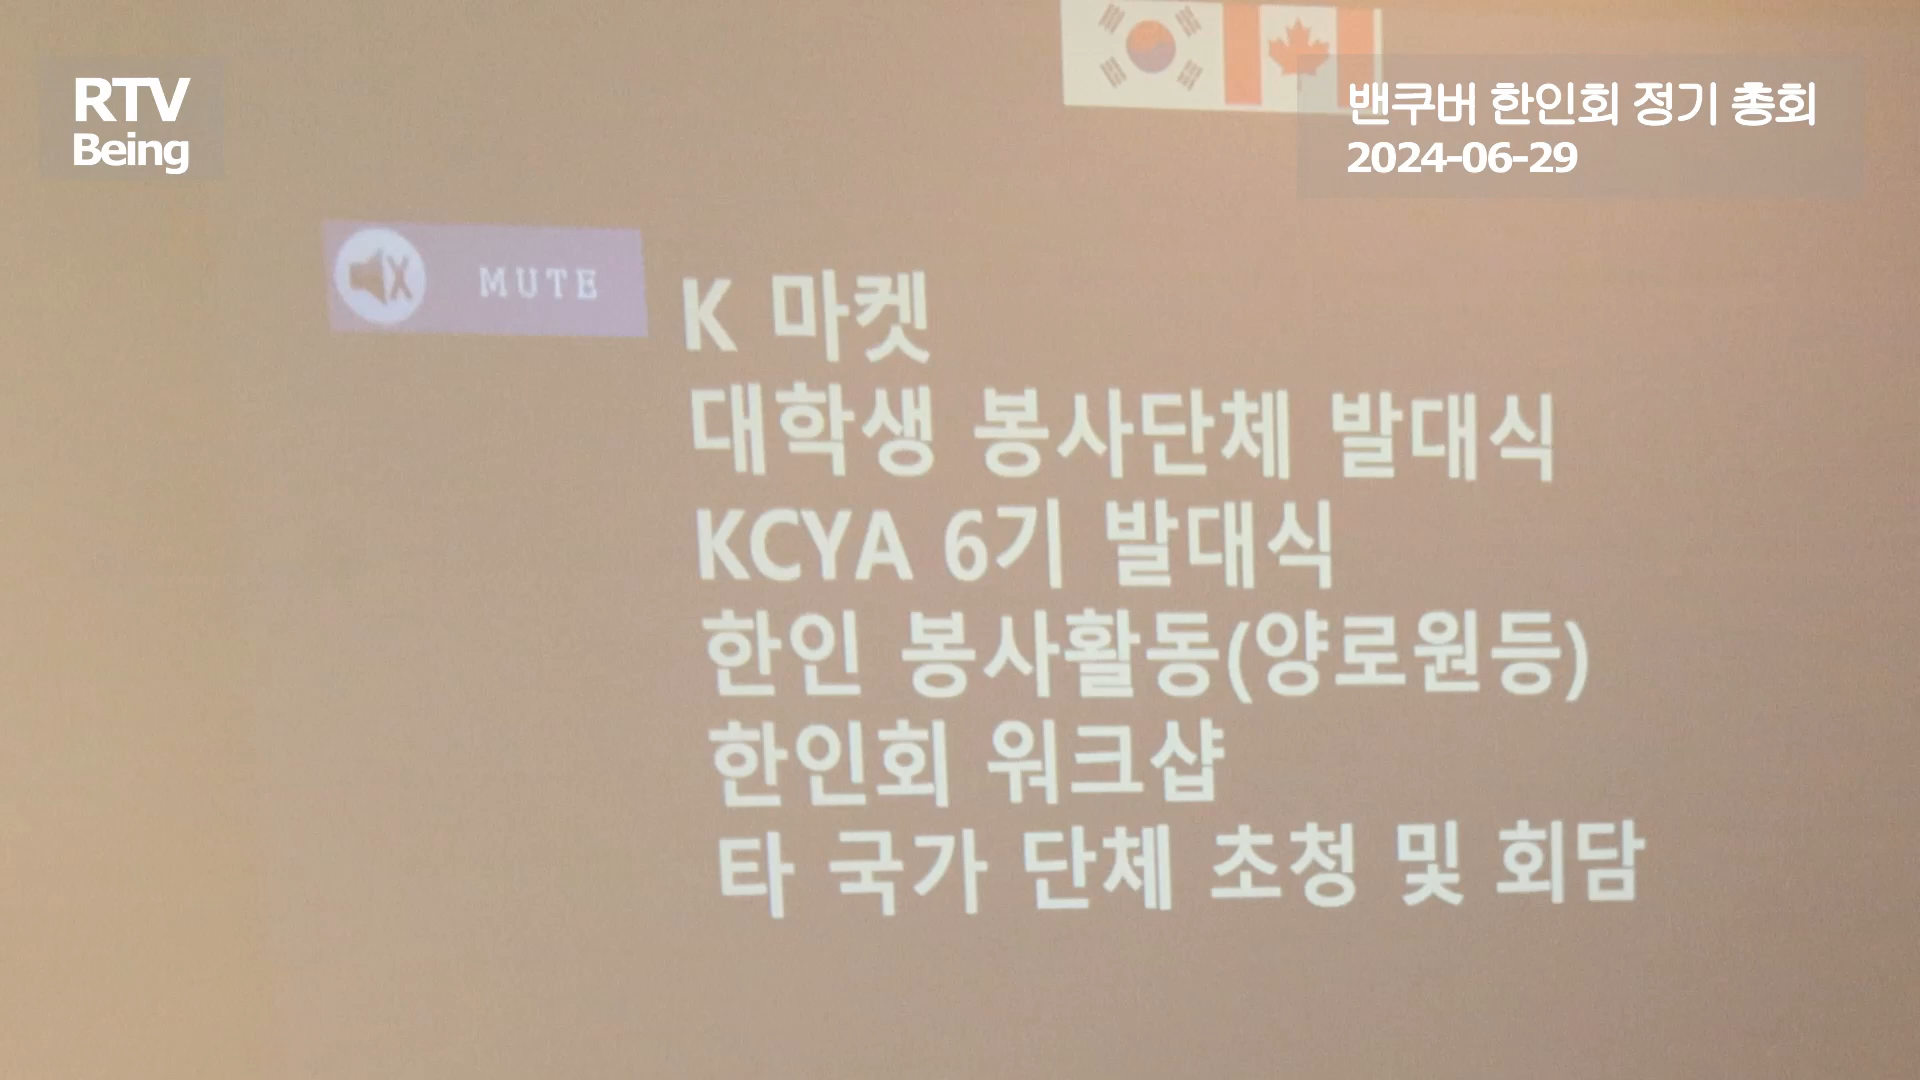 RTV
Being
밴쿠버 한인회 정기 총회
2024-06-29
MUTE
K 마켓
대학생 봉사단체 발대식
KCYA 6기 발대식
한인 봉사활동(양로원등)
한인회 워크샵
타 국가 단체 초청 및 회담